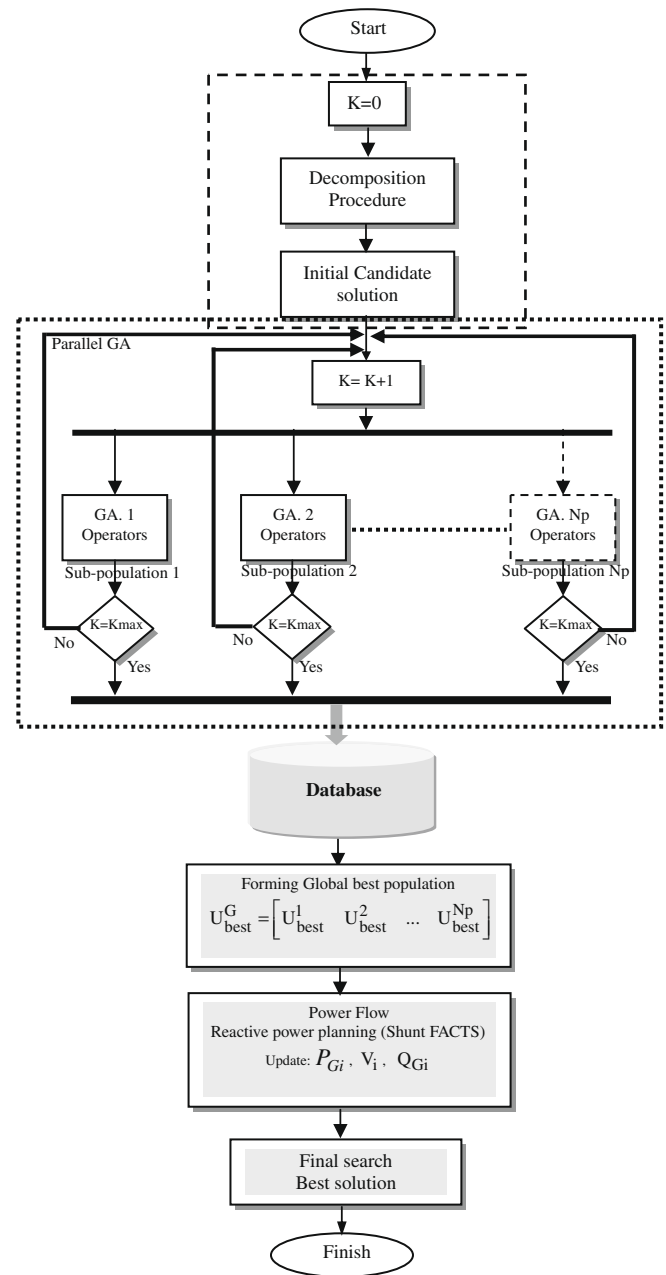 Start
K=0
Decomposition
Procedure
Initial Candidate
solution
Parallel GA
K= K+1
GA. 1
Operators
GA. 2
Operators
GA. Np
Operators
Sub-population 1
Sub-population 2
Sub-population Np
K=Kmax
K=Kmax
K=Kmax
No
Yes
No
Yes
Yes
No
Database
Forming Global best population
U^G_best = [U^1_best U^2_best ... U^Np_best]
Power Flow
Reactive power planning (Shunt FACTS)
Update: P_Gi , V_i , Q_Gi
Final search
Best solution
Finish